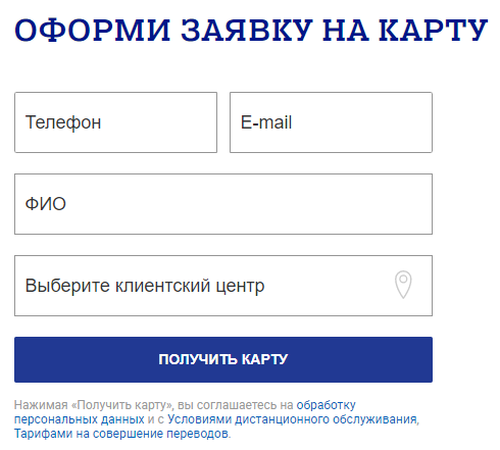 ОФОРМИ ЗАЯВКУ НА КАРТУ
Телефон
E-mail
ФИО
Выберите клиентский центр
ПОЛУЧИТЬ КАРТУ
Нажимая «Получить карту», вы соглашаетесь на обработку
персональных данных и с Условиями дистанционного обслуживания,
Тарифами на совершение переводов.